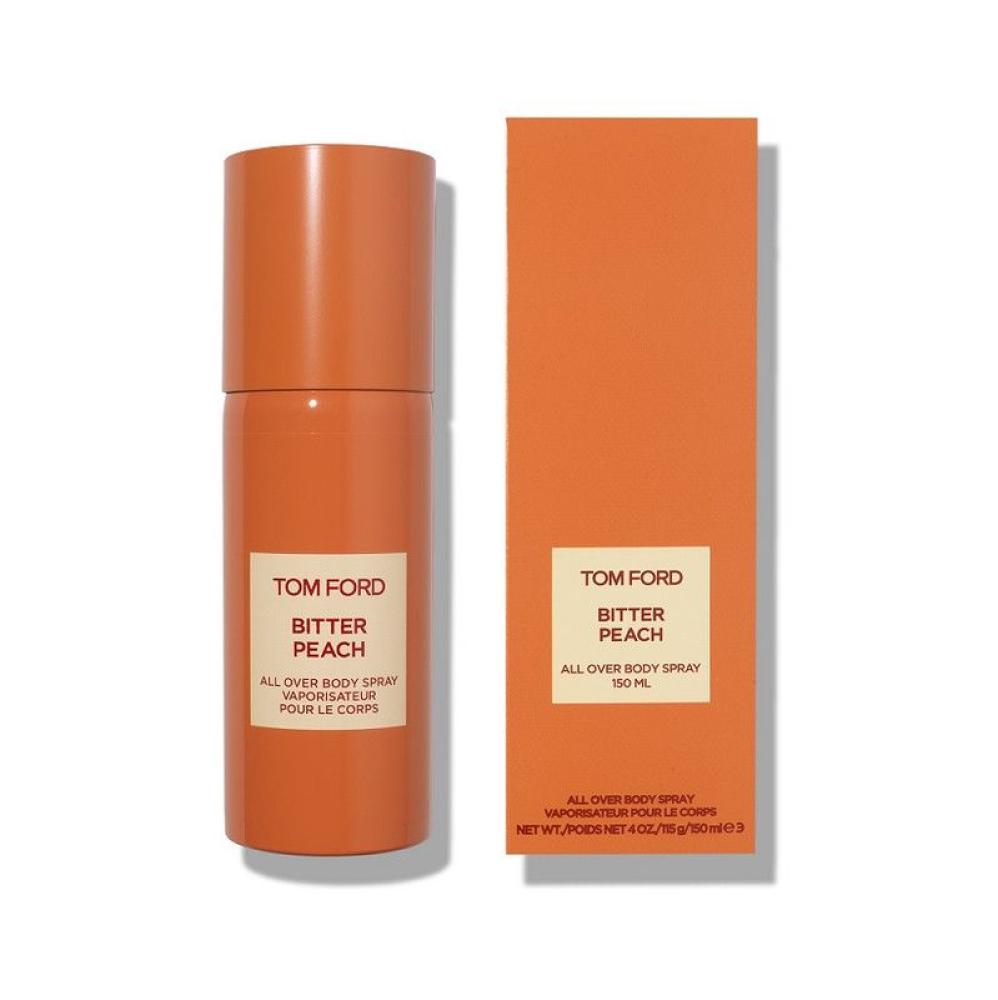 TOM FORD
BITTER
PEACH
ALL OVER BODY SPRAY
VAPORISATEUR
POUR LE CORPS
TOM FORD
BITTER
PEACH
ALL OVER BODY SPRAY
150 ML
ALL OVER BODY SPRAY
VAPORISATEUR POUR LE CORPS
NET WT./POIDS NET 4 OZ./115 g/150 ml e 3